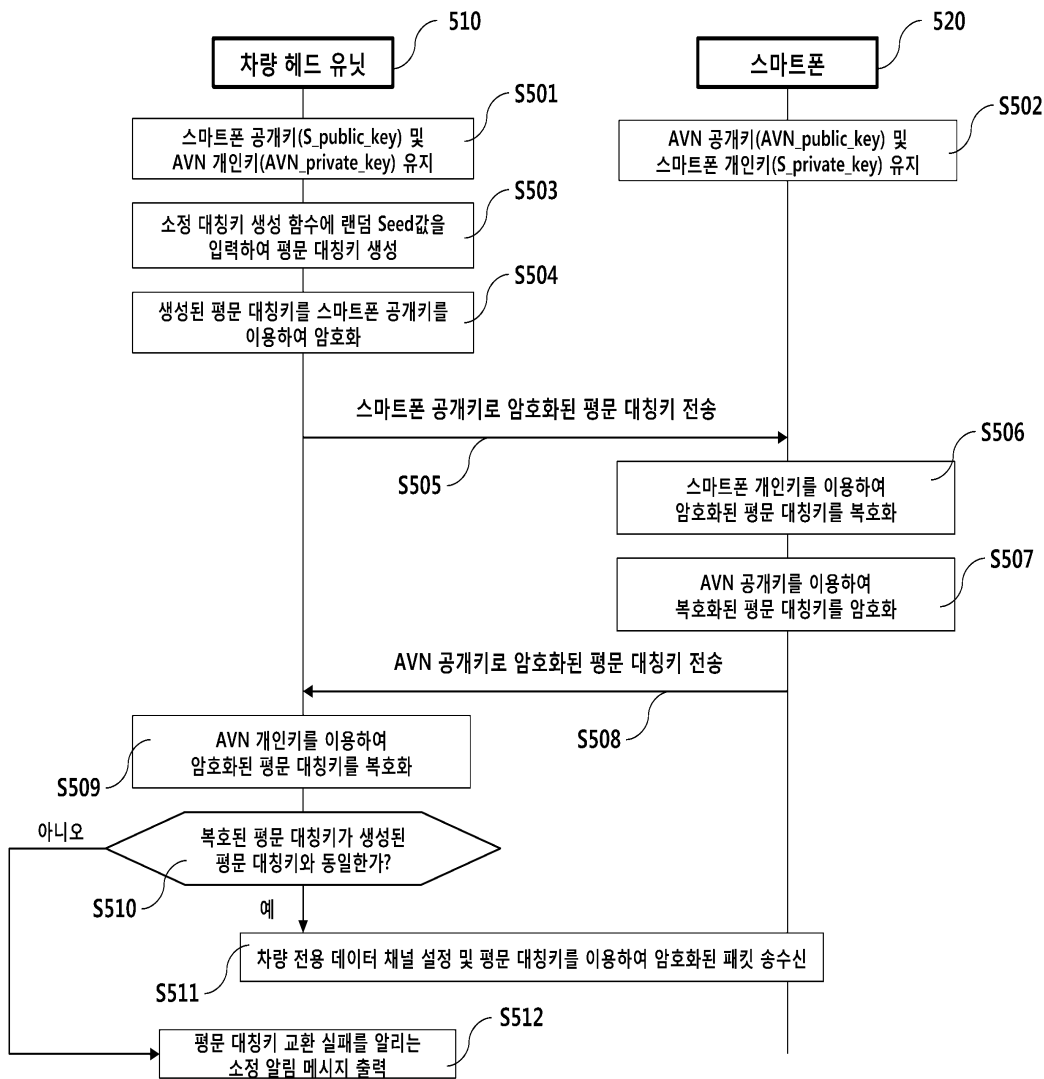 510
차량 헤드 유닛
520
스마트폰
S501
스마트폰 공개키(S_public_key) 및
AVN 개인키(AVN_private_key) 유지
S502
AVN 공개키(AVN_public_key) 및
스마트폰 개인키(S_private_key) 유지
S503
소정 대칭키 생성 함수에 랜덤 Seed값을
입력하여 평문 대칭키 생성
S504
생성된 평문 대칭키를 스마트폰 공개키를
이용하여 암호화
스마트폰 공개키로 암호화된 평문 대칭키 전송
S505
S506
스마트폰 개인키를 이용하여
암호화된 평문 대칭키를 복호화
S507
AVN 공개키를 이용하여
복호화된 평문 대칭키를 암호화
AVN 공개키로 암호화된 평문 대칭키 전송
S508
AVN 개인키를 이용하여
암호화된 평문 대칭키를 복호화
S509
아니오
복호된 평문 대칭키가 생성된
평문 대칭키와 동일한가?
S510
예
차량 전용 데이터 채널 설정 및 평문 대칭키를 이용하여 암호화된 패킷 송수신
S511
S512
평문 대칭키 교환 실패를 알리는
소정 알림 메시지 출력